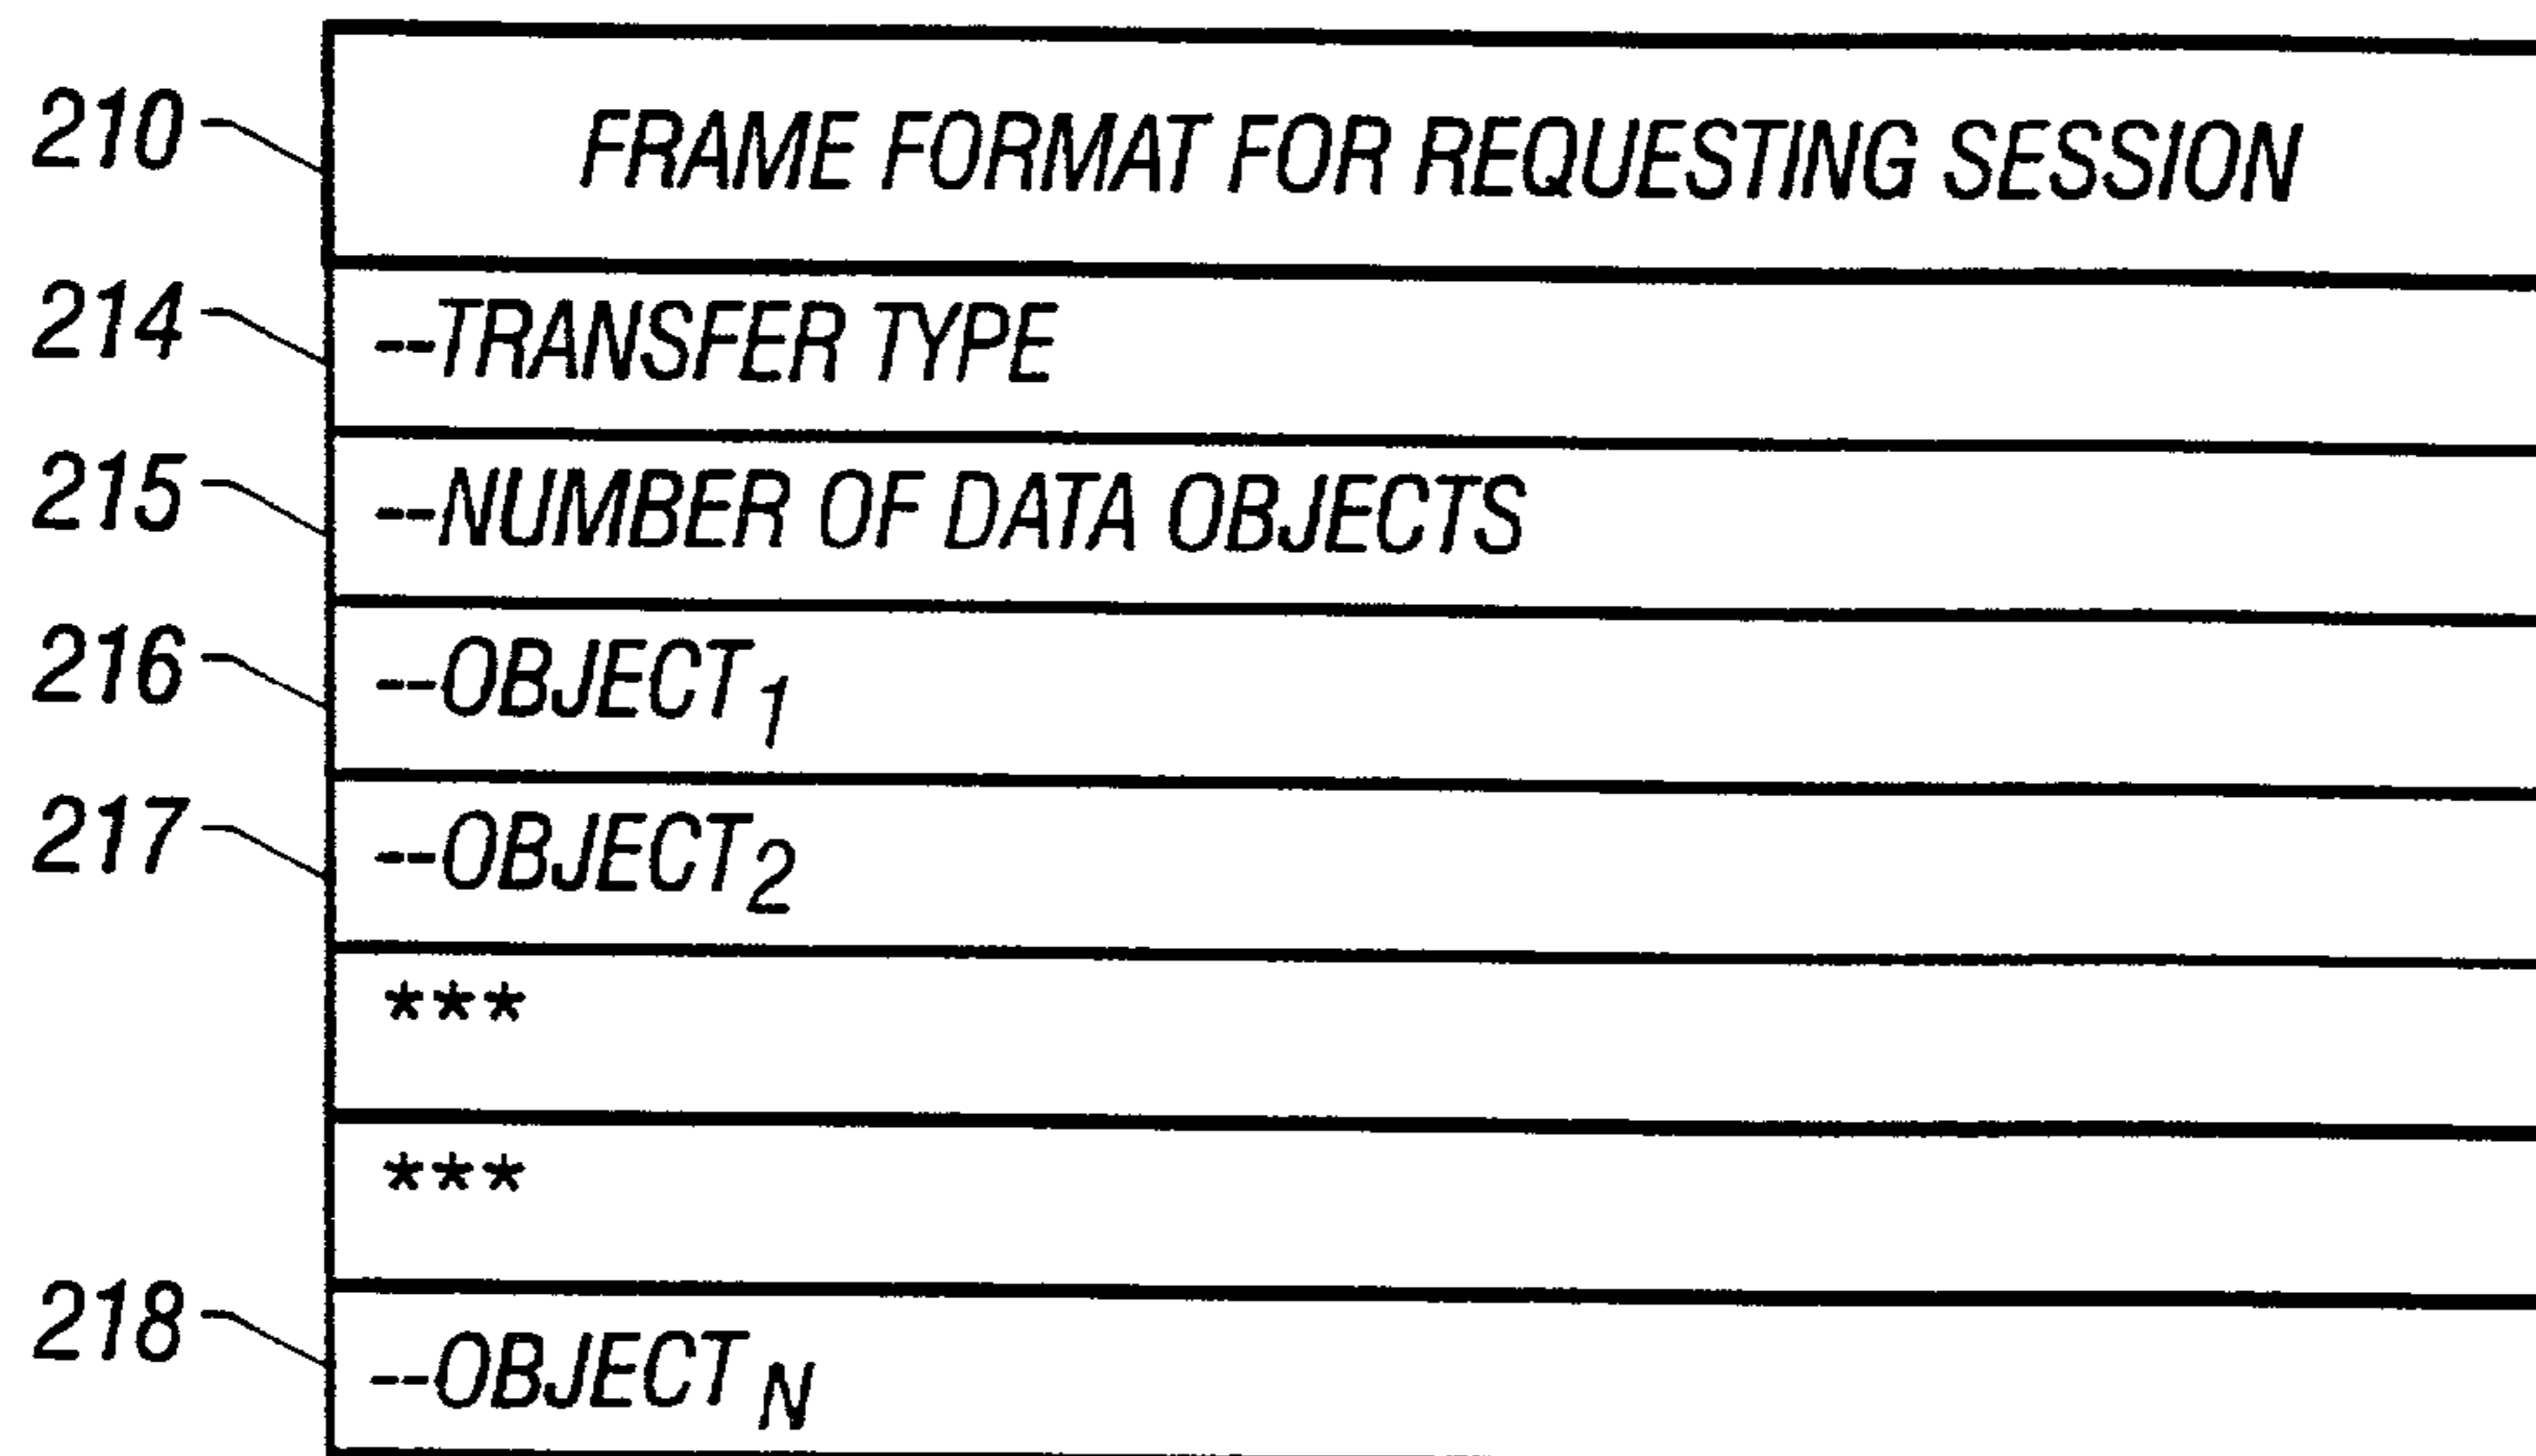 210 FRAME FORMAT FOR REQUESTING SESSION
214 --TRANSFER TYPE
215 --NUMBER OF DATA OBJECTS
216 --OBJECT1
217 --OBJECT2
***
***
218 --OBJECT N